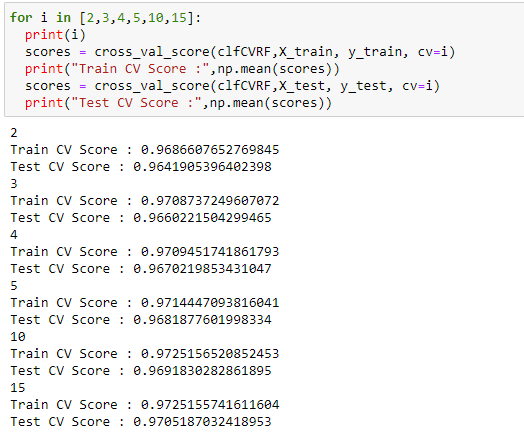 for i in [2,3,4,5,10,15]:
print(i)
scores = cross_val_score(clfCVRF,X_train, y_train, cv=i)
print("Train CV Score :",np.mean(scores))
scores = cross_val_score(clfCVRF,X_test, y_test, cv=i)
print("Test CV Score :",np.mean(scores))
2
Train CV Score : 0.9686607652769845
Test CV Score : 0.9641905396402398
3
Train CV Score : 0.9708737249607072
Test CV Score : 0.9660221504299465
4
Train CV Score : 0.9709451741861793
Test CV Score : 0.9670219853431047
5
Train CV Score : 0.9714447093816041
Test CV Score : 0.9681877601998334
10
Train CV Score : 0.9725156520852453
Test CV Score : 0.9691830282861895
15
Train CV Score : 0.9725155741611604
Test CV Score : 0.9705187032418953